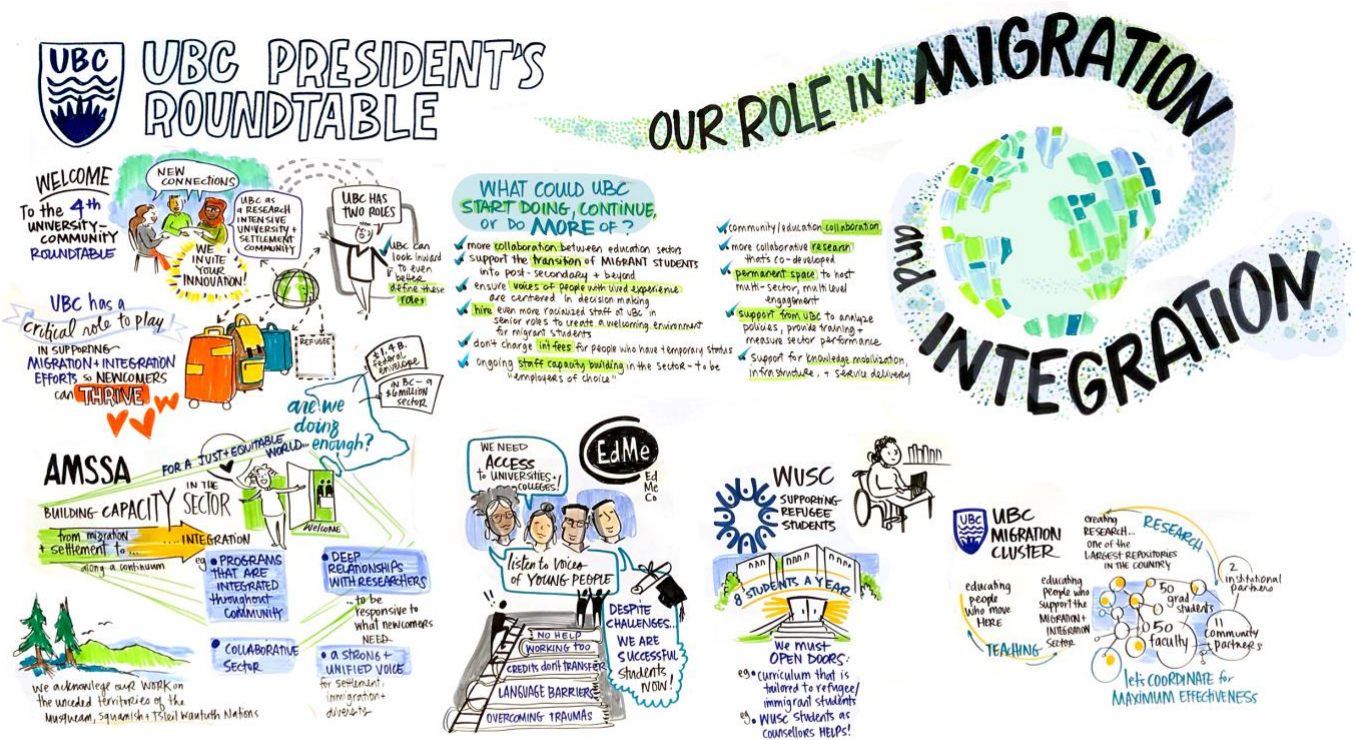 UBC
UBC PRESIDENT'S
ROUNDTABLE
OUR ROLE IN MIGRATION
and
INTEGRATION
WELCOME
To the 4th
UNIVERSITY-
COMMUNITY
ROUNDTABLE
NEW
CONNECTIONS
UBC as
a RESEARCH
INTENSIVE
UNIVERSITY +
SETTLEMENT
COMMUNITY
WE
INVITE
YOUR
INNOVATION!
UBC HAS
TWO ROLES
UBC can
look inward
to even
better
define these
roles
UBC has a
critical role to play
IN SUPPORTING
MIGRATION + INTEGRATION
EFFORTS so NEWCOMERS
can THRIVE
REFUGEE
$1.4 B.
federal
envelope
IN BC - a
$6 million
sector
are we
doing
enough?
WHAT COULD UBC
START DOING, CONTINUE,
or DO MORE OF?
more collaboration between education sectors
support the transition of MIGRANT STUDENTS
into post-secondary + beyond
ensure voices of people with lived experience
are centered in decision making
hire even more racialized staff at UBC in
senior roles to create a welcoming environment
for migrant students
don't charge int fees for people who have temporary status
ongoing staff capacity building in the sector - to be
"employers of choice"
community/education collaboration
more collaborative research
that's co-developed
permanent space to host
multi-sector, multi level
engagement
support from UBC to analyze
policies, provide training +
measure sector performance
support for knowledge mobilization,
infrastructure, + service delivery
AMSSA
FOR A JUST + EQUITABLE
WORLD...
BUILDING CAPACITY IN THE
SECTOR
WELCOME
from migration
+ settlement to...
...INTEGRATION
along a continuum
eg
• PROGRAMS
THAT ARE
INTEGRATED
throughout
COMMUNITY
• DEEP
RELATIONSHIPS
WITH RESEARCHERS
...to be
responsive to
what newcomers
NEED
• COLLABORATIVE
SECTOR
• a STRONG +
UNIFIED VOICE
for settlement,
immigration +
diversity
We acknowlege our WORK on
the unceded territories of the
Musqueam, Squamish + Tsleil Waututh Nations
EdMe
Ed
Me
Co
WE NEED
ACCESS
to UNIVERSITIES +
COLLEGES!
listen to voices
of YOUNG PEOPLE
!!
NO HELP
WORKING TOO
CREDITS don't TRANSFER
LANGUAGE BARRIERS
OVERCOMING TRAUMAS
DESPITE
CHALLENGES...
WE ARE
SUCCESSFUL
students
NOW!
WUSC
SUPPORTING
REFUGEE
STUDENTS
8 STUDENTS A YEAR
we must
OPEN DOORS:
eg. • curriculum that is
tailored to refugee/
immigrant students
eg. • WUSC Students as
counsellors HELPS!
UBC
UBC
MIGRATION
CLUSTER
creating
RESEARCH...
one of the
LARGEST REPOSITORIES
IN THE COUNTRY
RESEARCH
educating
people
who move
HERE
educating
people who
support the
MIGRATION +
INTEGRATION
sector
TEACHING
50
grad
students
50
faculty
2
institutional
partners
11
community
partners
let's COORDINATE for
MAXIMUM EFFECTIVENESS